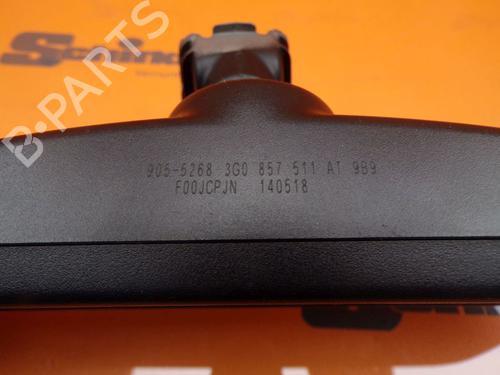 B-PARTS
905-5268 3G0 857 511 AT 9B9
F00JCPJN 140518